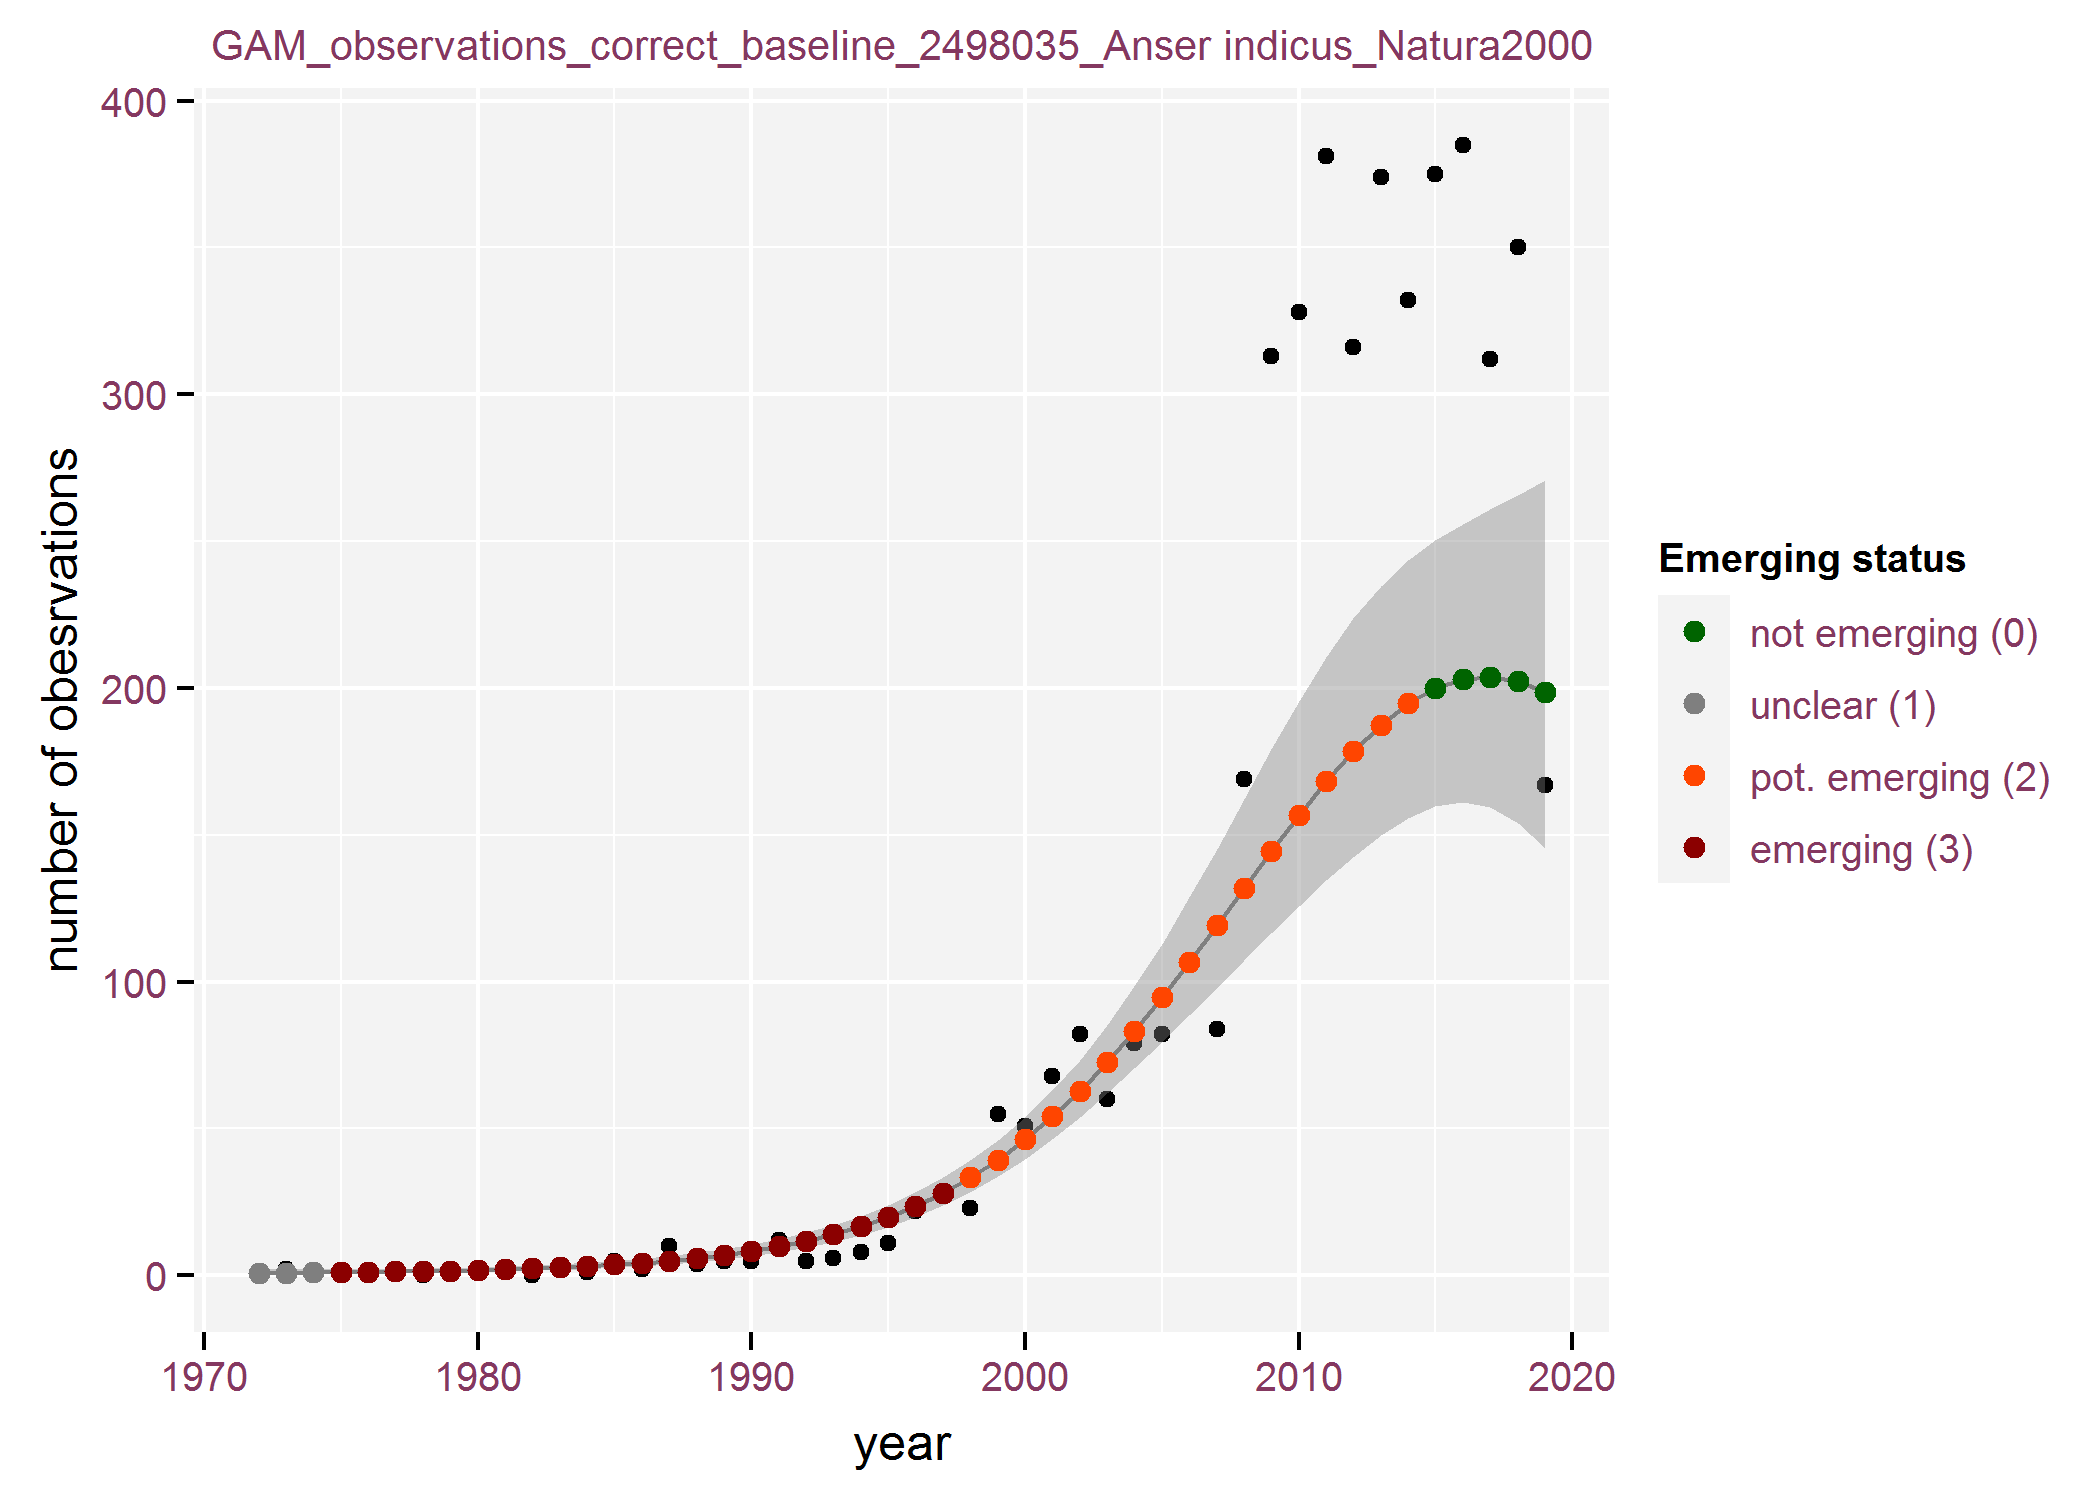 GAM_observations_correct_baseline_2498035_Anser indicus_Natura2000
400
300
200
100
0
number of obesrvations
1970 1980 1990 2000 2010 2020
year
Emerging status
not emerging (0)
unclear (1)
pot. emerging (2)
emerging (3)